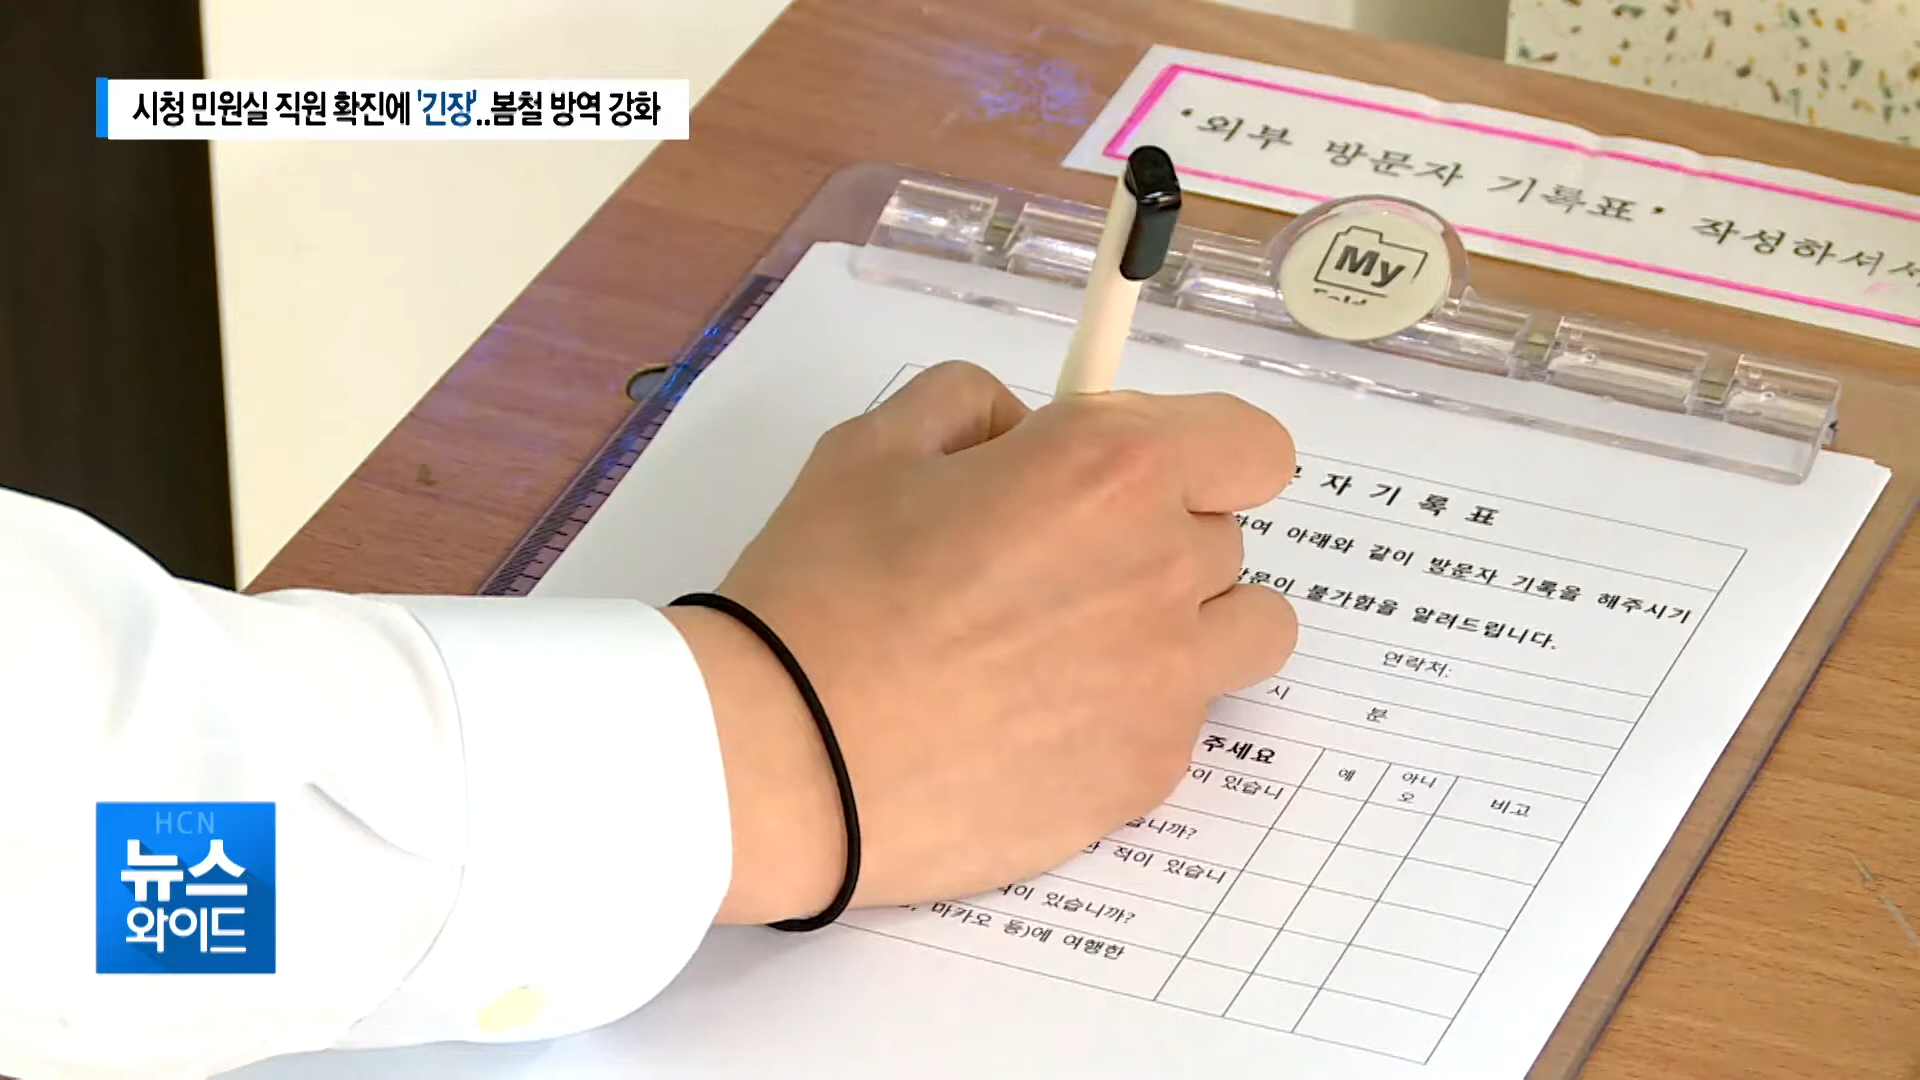 시청 민원실 직원 확진에 '긴장'..봄철 방역 강화
'외부 방문자 기록표' 작성하셔서
My
자 기 록 표
하여 아래와 같이 방문자 기록을 해주시기
방문이 불가함을 알려드립니다.
연락처:
시 분
주세요 예 아니오 비고
이 있습니
습니까?
적이 있습니
이 있습니까?
마카오 등)에 여행한
HCN
뉴스
와이드